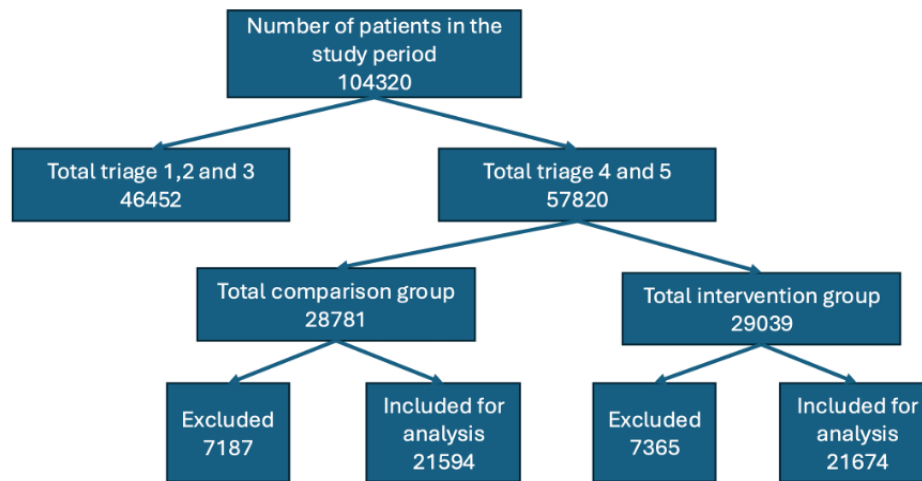 Number of patients in the
study period
104320
Total triage 1,2 and 3
46452
Total triage 4 and 5
57820
Total comparison group
28781
Total intervention group
29039
Excluded
7187
Included for
analysis
21594
Excluded
7365
Included for
analysis
21674